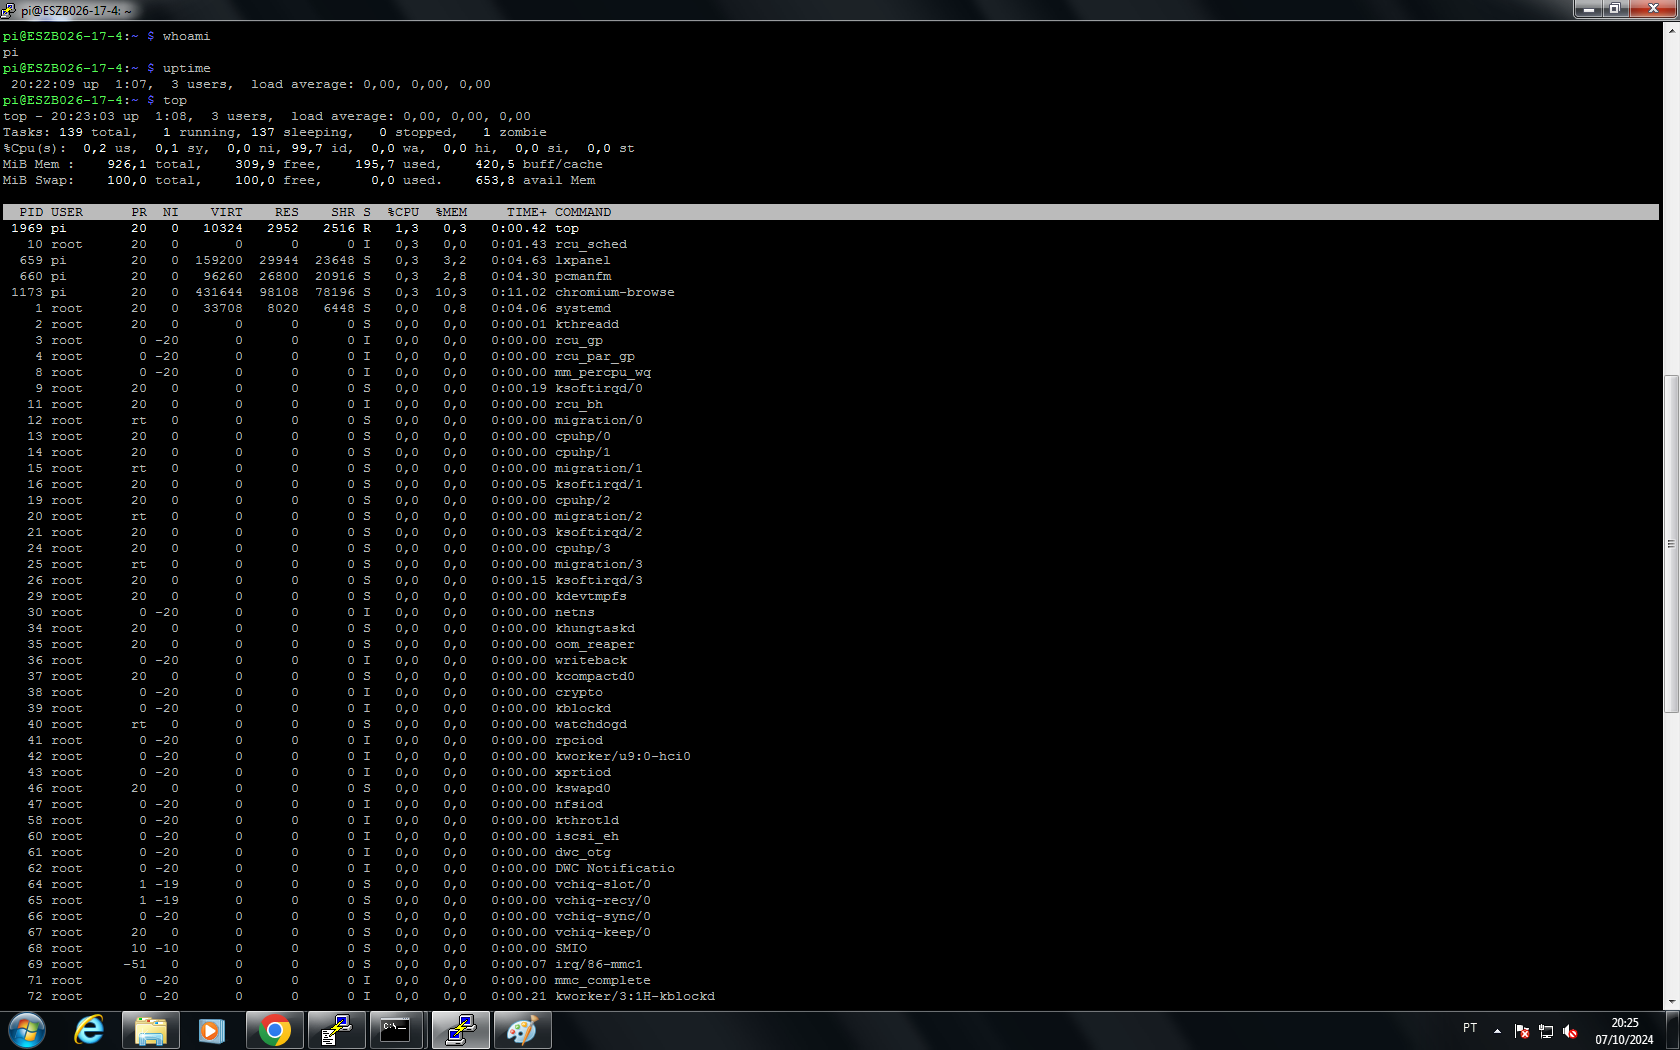 pi@ESZB026-17-4: ~
pi@ESZB026-17-4:~ $ whoami
pi
pi@ESZB026-17-4:~ $ uptime
20:22:09 up  1:07,  3 users,  load average: 0,00, 0,00, 0,00
pi@ESZB026-17-4:~ $ top
top - 20:23:03 up  1:08,  3 users,  load average: 0,00, 0,00, 0,00
Tasks: 139 total,   1 running, 137 sleeping,   0 stopped,   1 zombie
%Cpu(s):  0,2 us,  0,1 sy,  0,0 ni, 99,7 id,  0,0 wa,  0,0 hi,  0,0 si,  0,0 st
MiB Mem :    926,1 total,    309,9 free,    195,7 used,    420,5 buff/cache
MiB Swap:    100,0 total,    100,0 free,      0,0 used.    653,8 avail Mem
PID USER PR NI VIRT RES SHR S %CPU %MEM TIME+ COMMAND
1969 pi 20 0 10324 2952 2516 R 1,3 0,3 0:00.42 top
10 root 20 0 0 0 0 I 0,3 0,0 0:01.43 rcu_sched
659 pi 20 0 159200 29944 23648 S 0,3 3,2 0:04.63 lxpanel
660 pi 20 0 96260 26800 20916 S 0,3 2,8 0:04.30 pcmanfm
1173 pi 20 0 431644 98108 78196 S 0,3 10,3 0:11.02 chromium-browse
1 root 20 0 33708 8020 6448 S 0,0 0,8 0:04.06 systemd
2 root 20 0 0 0 0 S 0,0 0,0 0:00.01 kthreadd
3 root 0 -20 0 0 0 I 0,0 0,0 0:00.00 rcu_gp
4 root 0 -20 0 0 0 I 0,0 0,0 0:00.00 rcu_par_gp
8 root 0 -20 0 0 0 I 0,0 0,0 0:00.00 mm_percpu_wq
9 root 20 0 0 0 0 S 0,0 0,0 0:00.19 ksoftirqd/0
11 root 20 0 0 0 0 I 0,0 0,0 0:00.00 rcu_bh
12 root rt 0 0 0 0 S 0,0 0,0 0:00.00 migration/0
13 root 20 0 0 0 0 S 0,0 0,0 0:00.00 cpuhp/0
14 root 20 0 0 0 0 S 0,0 0,0 0:00.00 cpuhp/1
15 root rt 0 0 0 0 S 0,0 0,0 0:00.00 migration/1
16 root 20 0 0 0 0 S 0,0 0,0 0:00.05 ksoftirqd/1
19 root 20 0 0 0 0 S 0,0 0,0 0:00.00 cpuhp/2
20 root rt 0 0 0 0 S 0,0 0,0 0:00.00 migration/2
21 root 20 0 0 0 0 S 0,0 0,0 0:00.03 ksoftirqd/2
24 root 20 0 0 0 0 S 0,0 0,0 0:00.00 cpuhp/3
25 root rt 0 0 0 0 S 0,0 0,0 0:00.00 migration/3
26 root 20 0 0 0 0 S 0,0 0,0 0:00.15 ksoftirqd/3
29 root 20 0 0 0 0 S 0,0 0,0 0:00.00 kdevtmpfs
30 root 0 -20 0 0 0 I 0,0 0,0 0:00.00 netns
34 root 20 0 0 0 0 S 0,0 0,0 0:00.00 khungtaskd
35 root 20 0 0 0 0 S 0,0 0,0 0:00.00 oom_reaper
36 root 0 -20 0 0 0 I 0,0 0,0 0:00.00 writeback
37 root 20 0 0 0 0 S 0,0 0,0 0:00.00 kcompactd0
38 root 0 -20 0 0 0 I 0,0 0,0 0:00.00 crypto
39 root 0 -20 0 0 0 I 0,0 0,0 0:00.00 kblockd
40 root rt 0 0 0 0 S 0,0 0,0 0:00.00 watchdogd
41 root 0 -20 0 0 0 I 0,0 0,0 0:00.00 rpciod
42 root 0 -20 0 0 0 I 0,0 0,0 0:00.00 kworker/u9:0-hci0
43 root 0 -20 0 0 0 I 0,0 0,0 0:00.00 xprtiod
46 root 20 0 0 0 0 S 0,0 0,0 0:00.00 kswapd0
47 root 0 -20 0 0 0 I 0,0 0,0 0:00.00 nfsiod
58 root 0 -20 0 0 0 I 0,0 0,0 0:00.00 kthrotld
60 root 0 -20 0 0 0 I 0,0 0,0 0:00.00 iscsi_eh
61 root 0 -20 0 0 0 I 0,0 0,0 0:00.00 dwc_otg
62 root 0 -20 0 0 0 I 0,0 0,0 0:00.00 DWC Notificatio
64 root 1 -19 0 0 0 S 0,0 0,0 0:00.00 vchiq-slot/0
65 root 1 -19 0 0 0 S 0,0 0,0 0:00.00 vchiq-recy/0
66 root 0 -20 0 0 0 S 0,0 0,0 0:00.00 vchiq-sync/0
67 root 20 0 0 0 0 S 0,0 0,0 0:00.00 vchiq-keep/0
68 root 10 -10 0 0 0 S 0,0 0,0 0:00.00 SMIO
69 root -51 0 0 0 0 S 0,0 0,0 0:00.07 irq/86-mmc1
71 root 0 -20 0 0 0 I 0,0 0,0 0:00.00 mmc_complete
72 root 0 -20 0 0 0 I 0,0 0,0 0:00.21 kworker/3:1H-kblockd
C:\
PT
20:25
07/10/2024